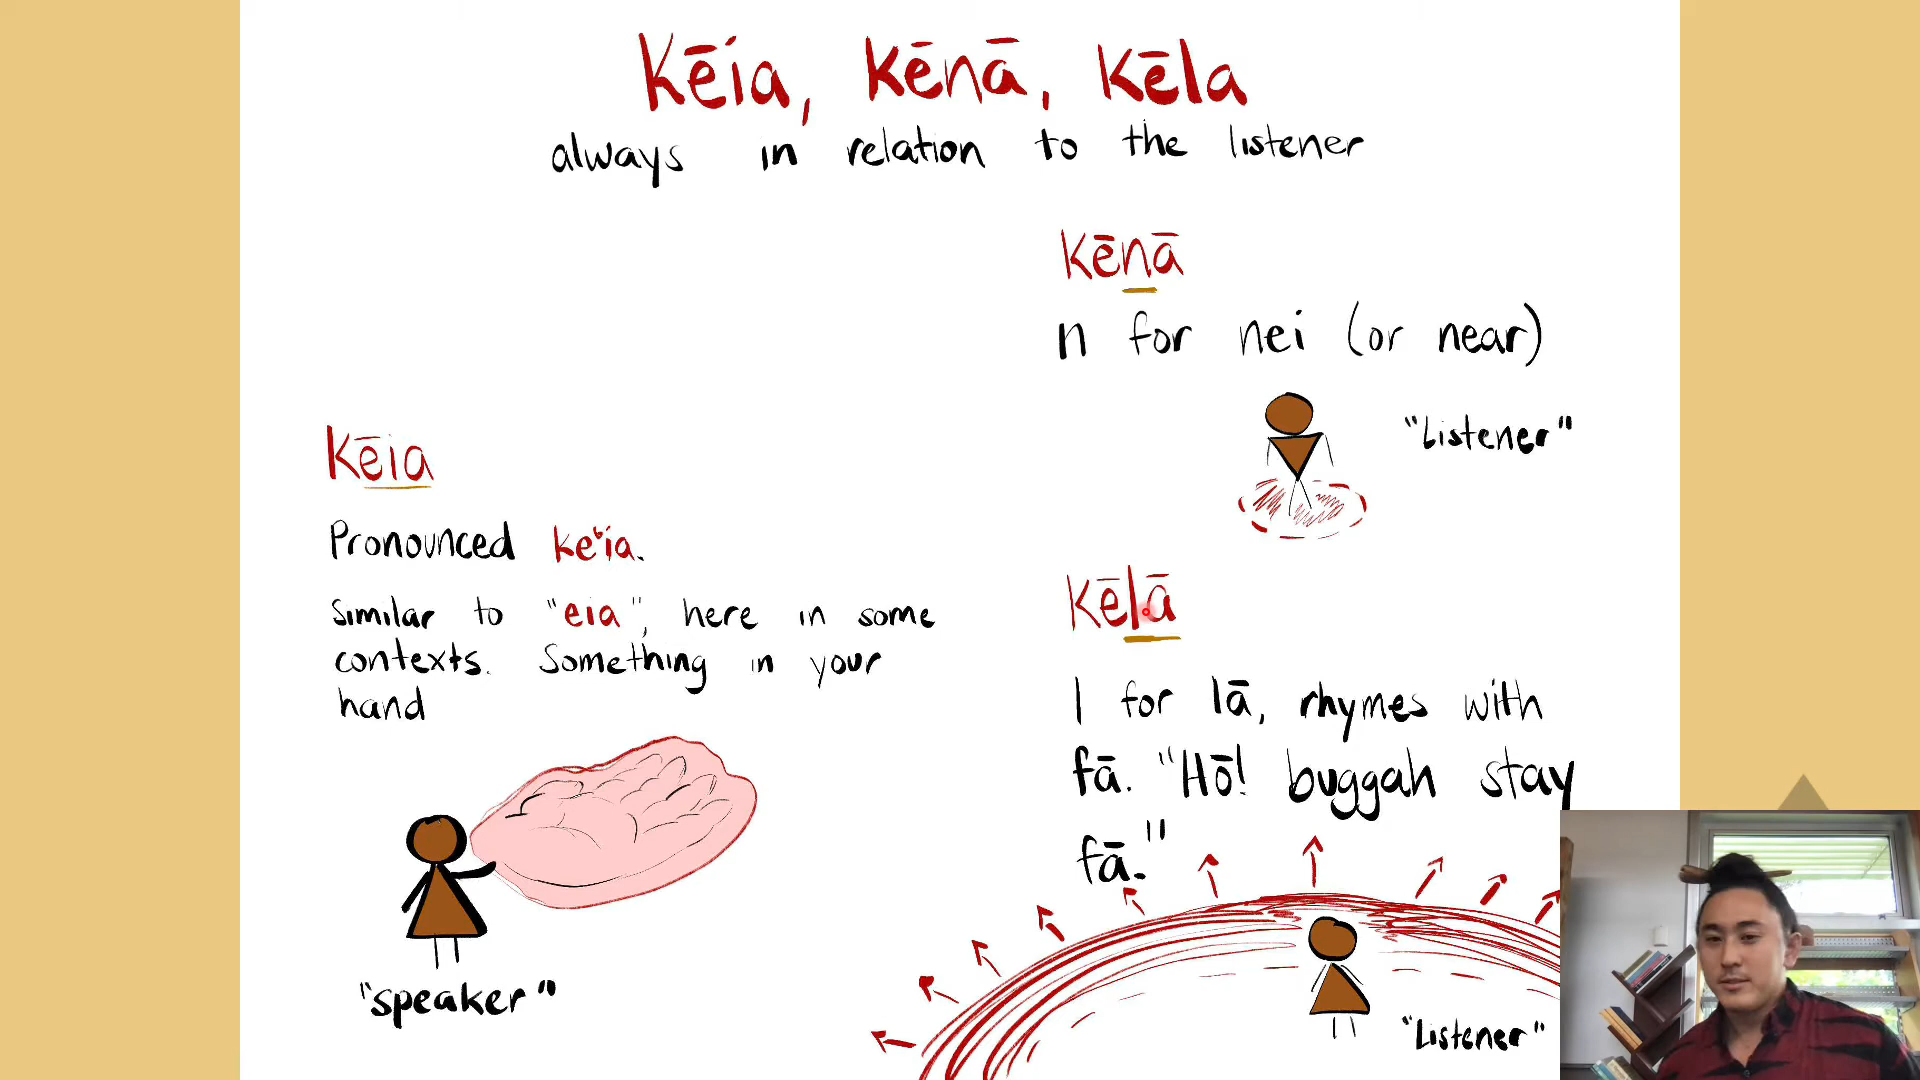 Kēia, Kēnā, Kēla
always in relation to the listener
Kēnā
n for nei (or near)
"Listener"
Kēia
Pronounced keʻia.
Similar to "eia", here in some
contexts. Something in your
hand
"speaker"
Kēlā
l for lā, rhymes with
fā. "Hō! buggah stay
fā."
"Listener"